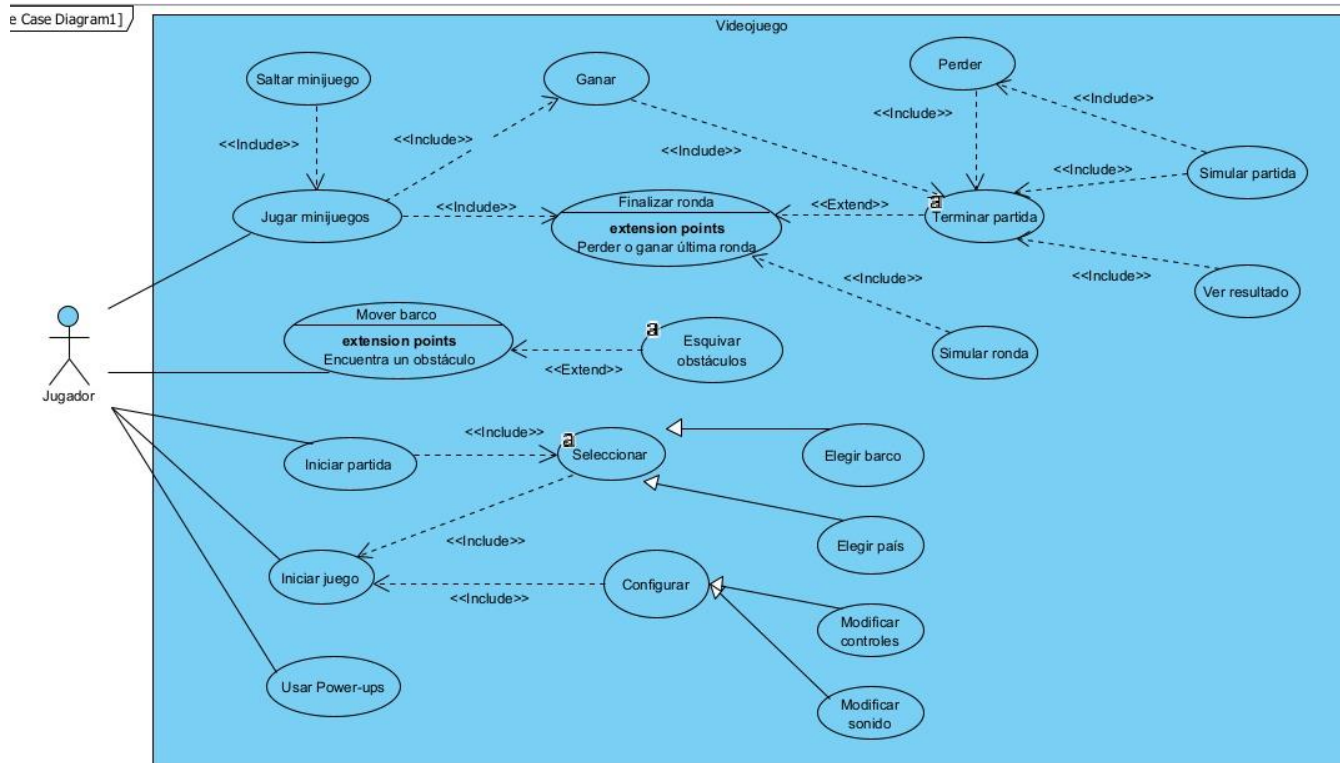 e Case Diagram1]
Videojuego
Saltar minijuego
Ganar
Perder
<<Include>>
<<Include>>
<<Include>>
<<Include>>
<<Include>>
<<Include>>
Simular partida
Jugar minijuegos
<<Include>>
Finalizar ronda
extension points
Perder o ganar última ronda
<<Extend>>
a
Terminar partida
<<Include>>
Ver resultado
<<Include>>
Simular ronda
Mover barco
extension points
Encuentra un obstáculo
<<Extend>>
a
Esquivar
obstáculos
Jugador
Iniciar partida
<<Include>>
a
Seleccionar
Elegir barco
Elegir país
<<Include>>
Iniciar juego
<<Include>>
Configurar
Modificar
controles
Usar Power-ups
Modificar
sonido